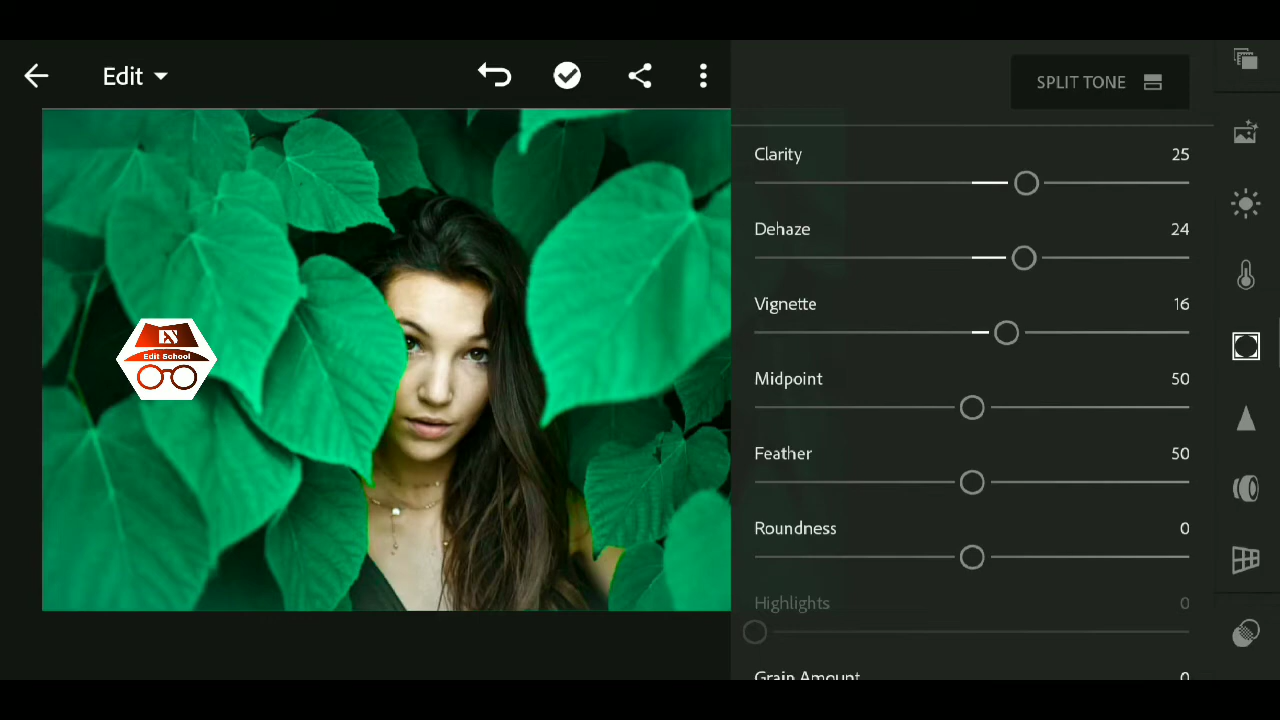 Edit
SPLIT TONE
Clarity 25
Dehaze 24
Vignette 16
Midpoint 50
Feather 50
Roundness 0
Highlights 0
Grain Amount 0
ES
Edit School